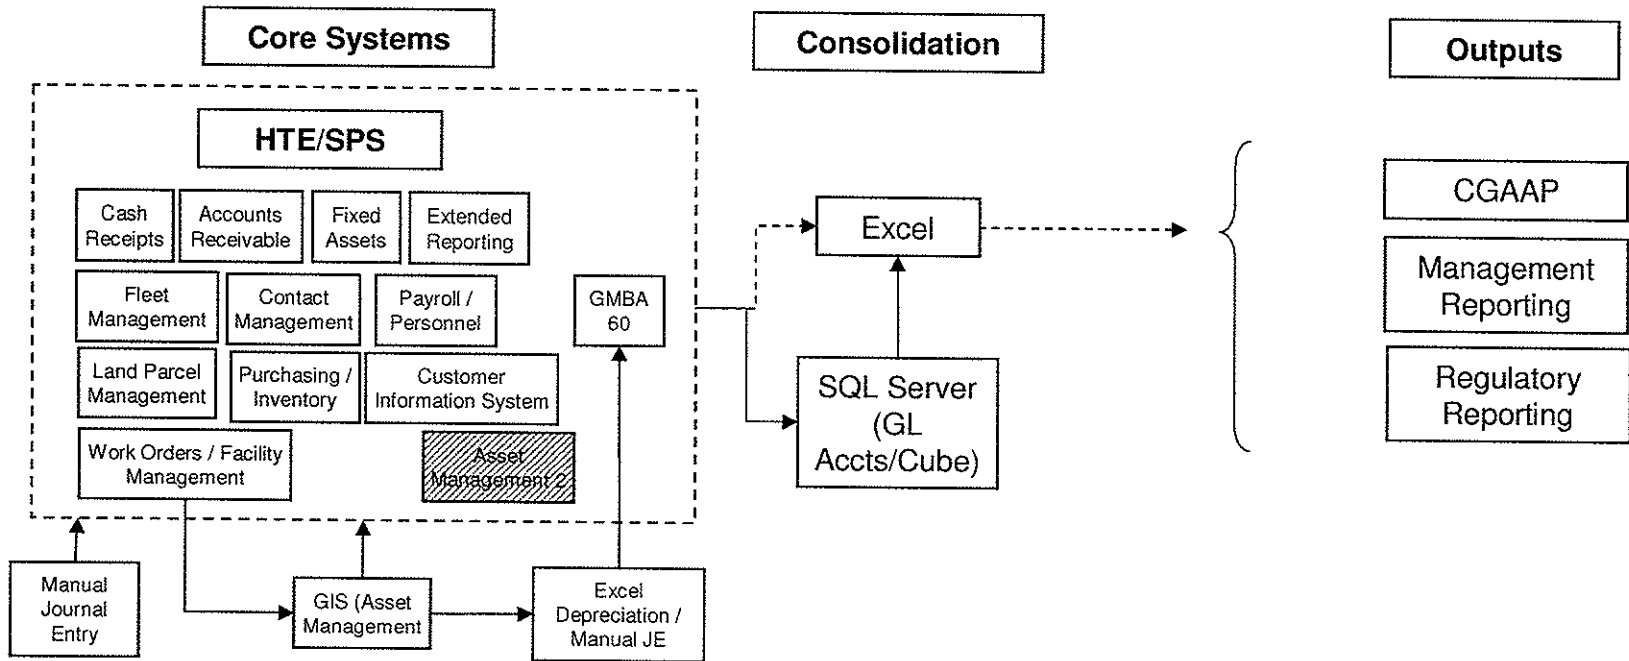 Core Systems
Consolidation
Outputs
HTE/SPS
Cash
Receipts
Accounts
Receivable
Fixed
Assets
Extended
Reporting
Fleet
Management
Contact
Management
Payroll /
Personnel
GMBA
60
Land Parcel
Management
Purchasing /
Inventory
Customer
Information System
Work Orders / Facility
Management
Asset
Management 2
Manual
Journal
Entry
GIS (Asset
Management
Excel
Depreciation /
Manual JE
Excel
SQL Server
(GL
Accts/Cube)
CGAAP
Management
Reporting
Regulatory
Reporting